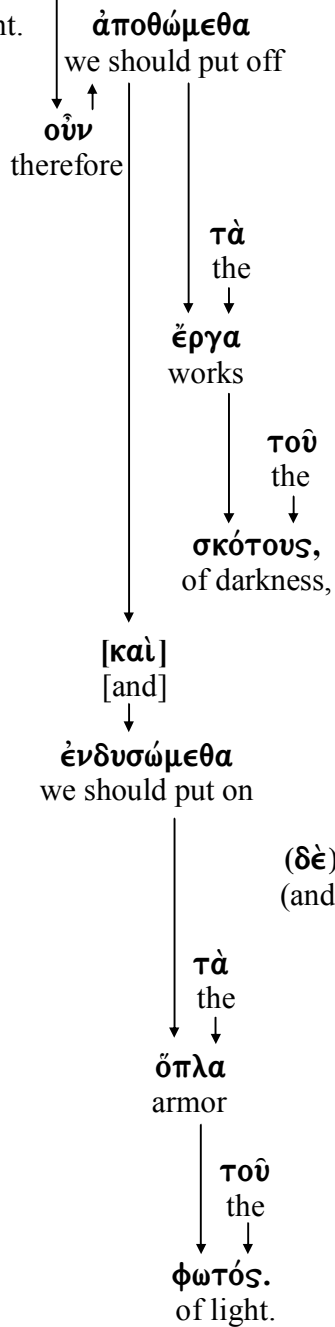 nt.
ἀποθώμεθα
we should put off
οὖν
therefore
τὰ
the
ἔργα
works
τοῦ
the
σκότους,
of darkness,
[καὶ]
[and]
ἐνδυσώμεθα
we should put on
(δὲ)
(and
τὰ
the
ὅπλα
armor
τοῦ
the
φωτός.
of light.